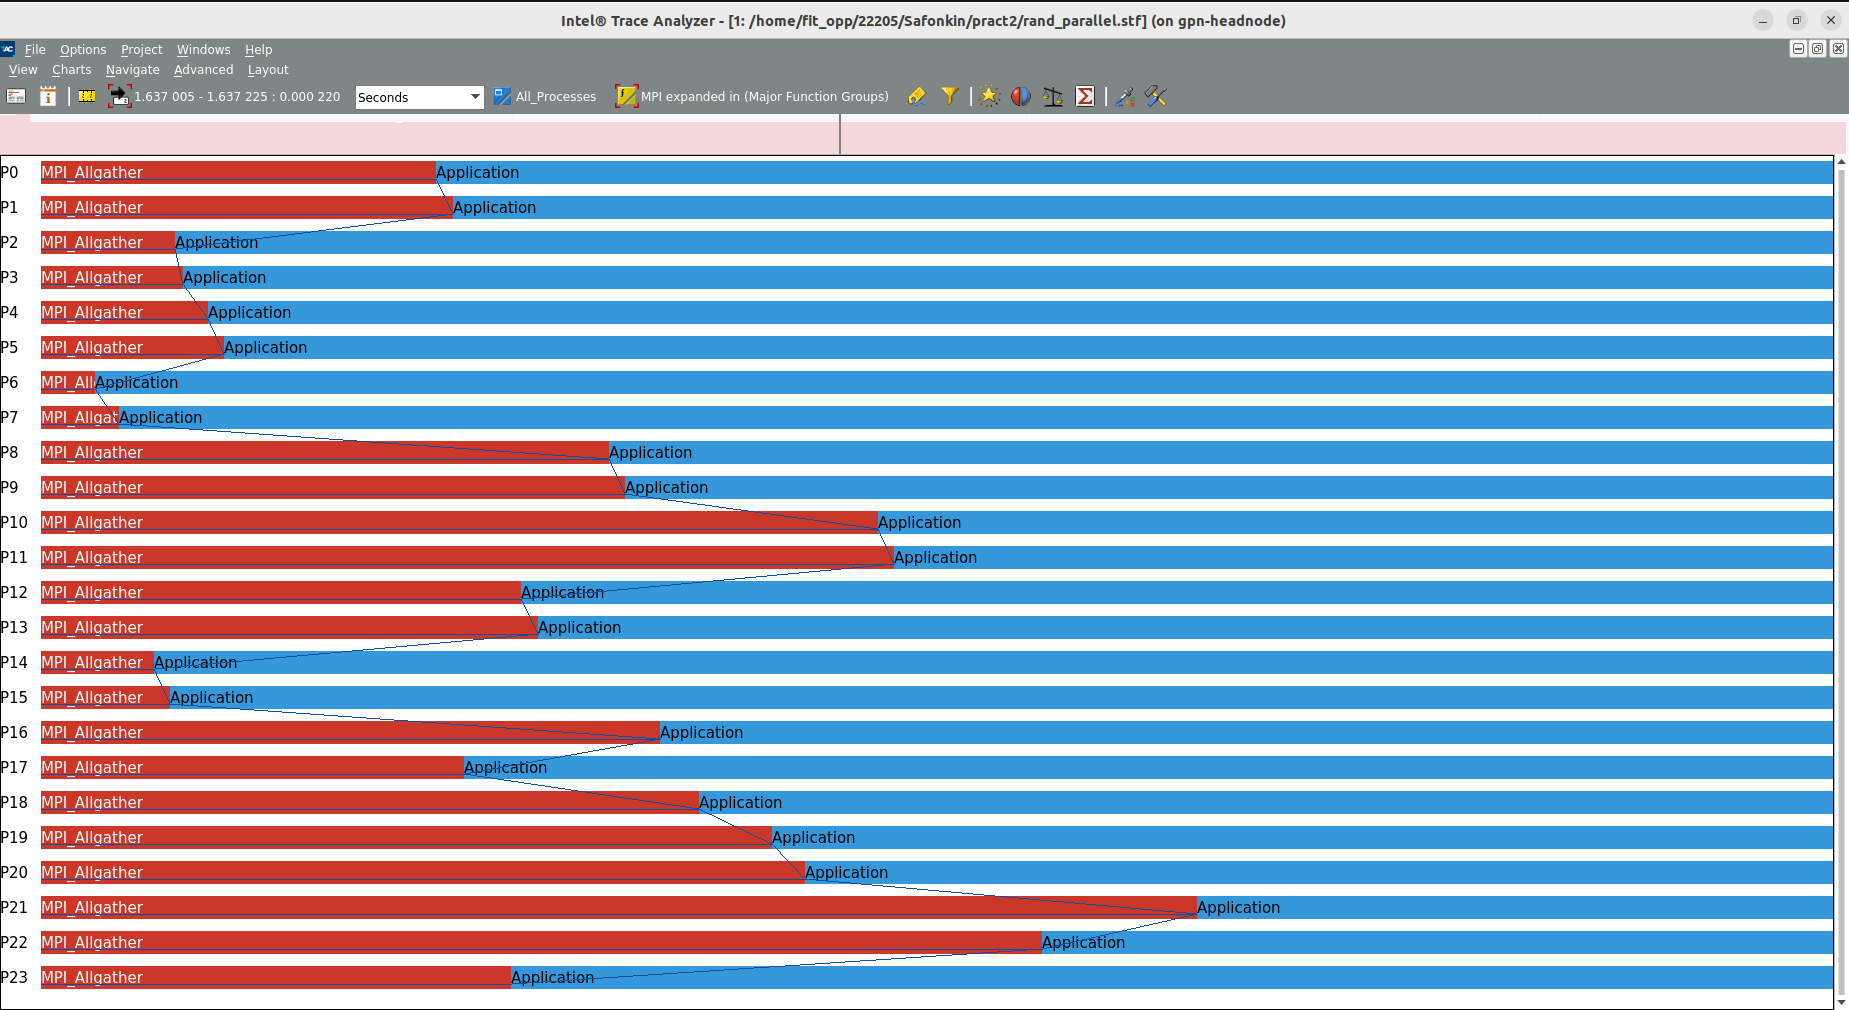 Intel® Trace Analyzer - [1: /home/fit_opp/22205/Safonkin/pract2/rand_parallel.stf] (on gpn-headnode)
File Options Project Windows Help
View Charts Navigate Advanced Layout
1.637 005 - 1.637 225 : 0.000 220 Seconds All_Processes MPI expanded in (Major Function Groups)
P0 MPI_Allgather Application
P1 MPI_Allgather Application
P2 MPI_Allgather Application
P3 MPI_Allgather Application
P4 MPI_Allgather Application
P5 MPI_Allgather Application
P6 MPI_All Application
P7 MPI_Allgat Application
P8 MPI_Allgather Application
P9 MPI_Allgather Application
P10 MPI_Allgather Application
P11 MPI_Allgather Application
P12 MPI_Allgather Application
P13 MPI_Allgather Application
P14 MPI_Allgather Application
P15 MPI_Allgather Application
P16 MPI_Allgather Application
P17 MPI_Allgather Application
P18 MPI_Allgather Application
P19 MPI_Allgather Application
P20 MPI_Allgather Application
P21 MPI_Allgather Application
P22 MPI_Allgather Application
P23 MPI_Allgather Application